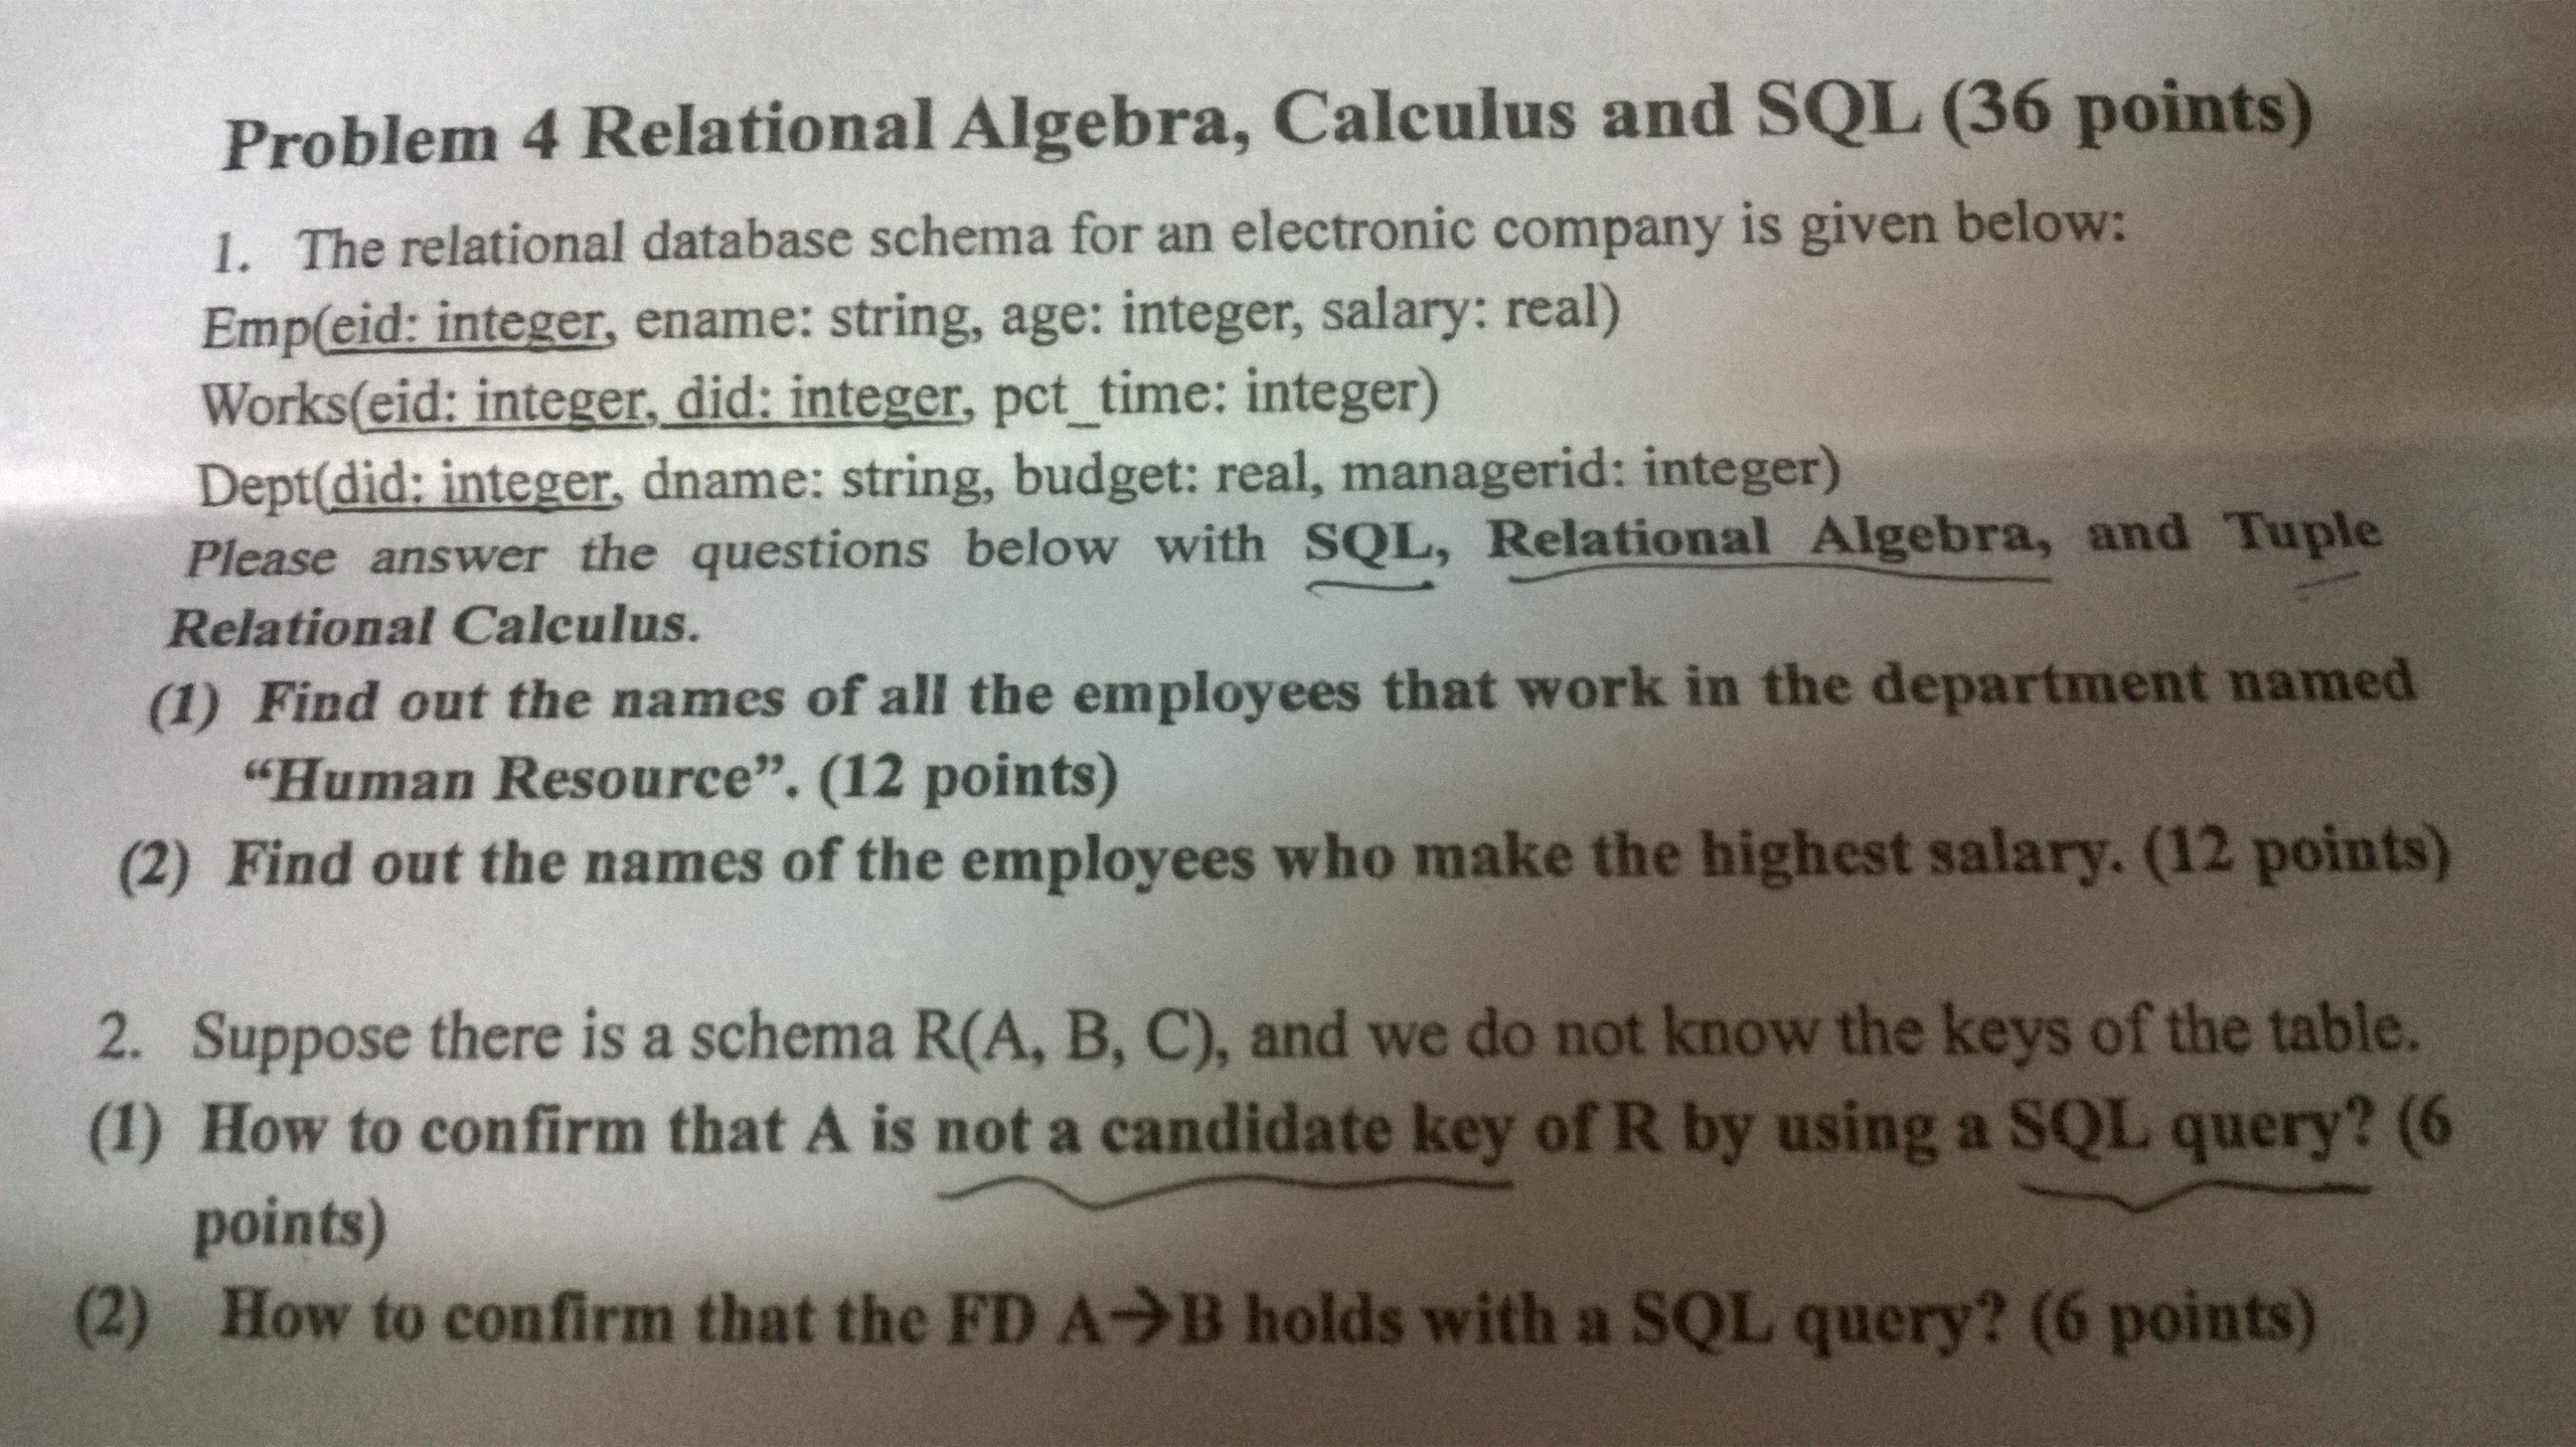 Problem 4 Relational Algebra, Calculus and SQL (36 points)
1. The relational database schema for an electronic company is given below:
Emp(eid: integer, ename: string, age: integer, salary: real)
Works(eid: integer, did: integer, pct_time: integer)
Dept(did: integer, dname: string, budget: real, managerid: integer)
Please answer the questions below with SQL, Relational Algebra, and Tuple
Relational Calculus.
(1) Find out the names of all the employees that work in the department named
“Human Resource”. (12 points)
(2) Find out the names of the employees who make the highest salary. (12 points)
2. Suppose there is a schema R(A, B, C), and we do not know the keys of the table.
(1) How to confirm that A is not a candidate key of R by using a SQL query? (6
points)
(2) How to confirm that the FD A→B holds with a SQL query? (6 points)